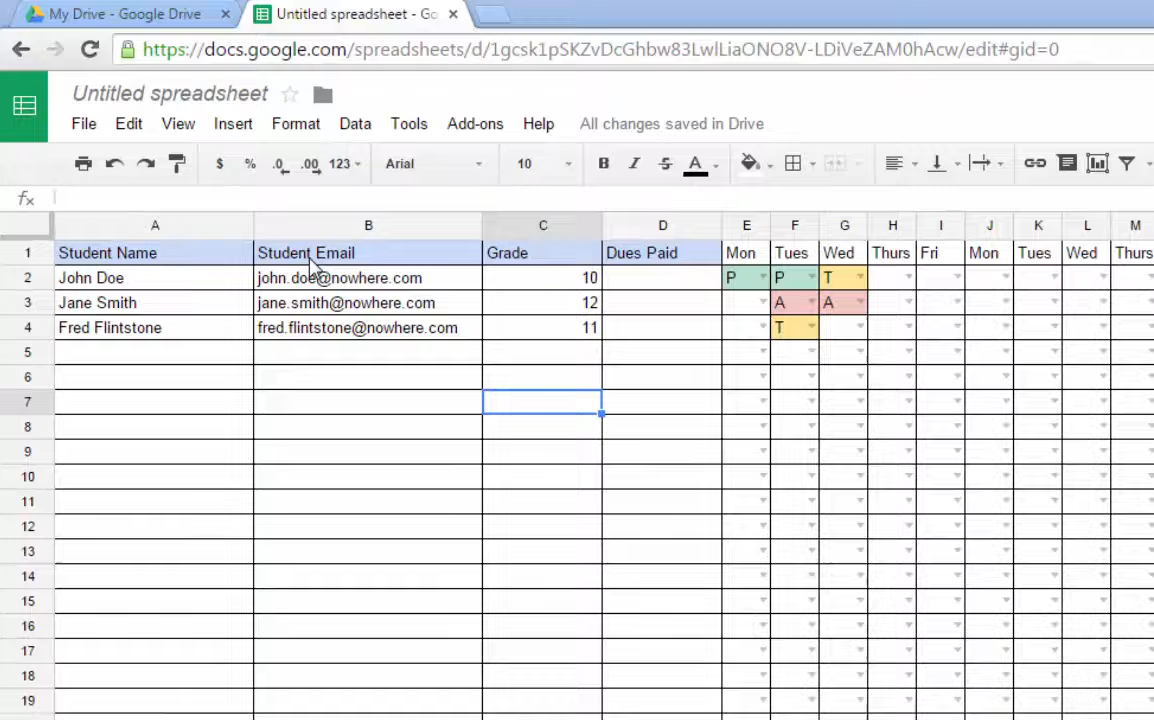 My Drive - Google Drive × Untitled spreadsheet - Go ×
https://docs.google.com/spreadsheets/d/1gcsk1pSKZvDcGhbw83LwlLiaONO8V-LDiVeZAM0hAcw/edit#gid=0
Untitled spreadsheet
File Edit View Insert Format Data Tools Add-ons Help All changes saved in Drive
$ % .0 .00 123 Arial 10 B I S A
fx
A B C D E F G H I J K L M
1 Student Name Student Email Grade Dues Paid Mon Tues Wed Thurs Fri Mon Tues Wed Thurs
2 John Doe john.doe@nowhere.com 10 P P T
3 Jane Smith jane.smith@nowhere.com 12 A A
4 Fred Flintstone fred.flintstone@nowhere.com 11 T
5
6
7
8
9
10
11
12
13
14
15
16
17
18
19